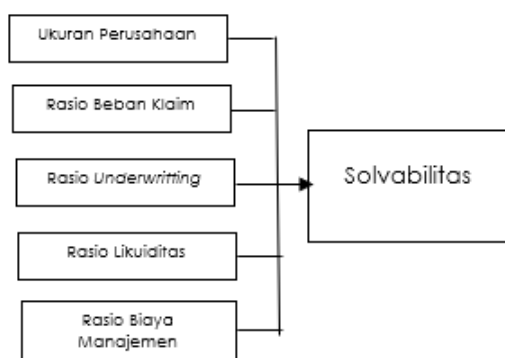 Ukuran Perusahaan
Rasio Beban Klaim
Rasio Underwritting
Solvabilitas
Rasio Likuiditas
Rasio Biaya
Manajemen